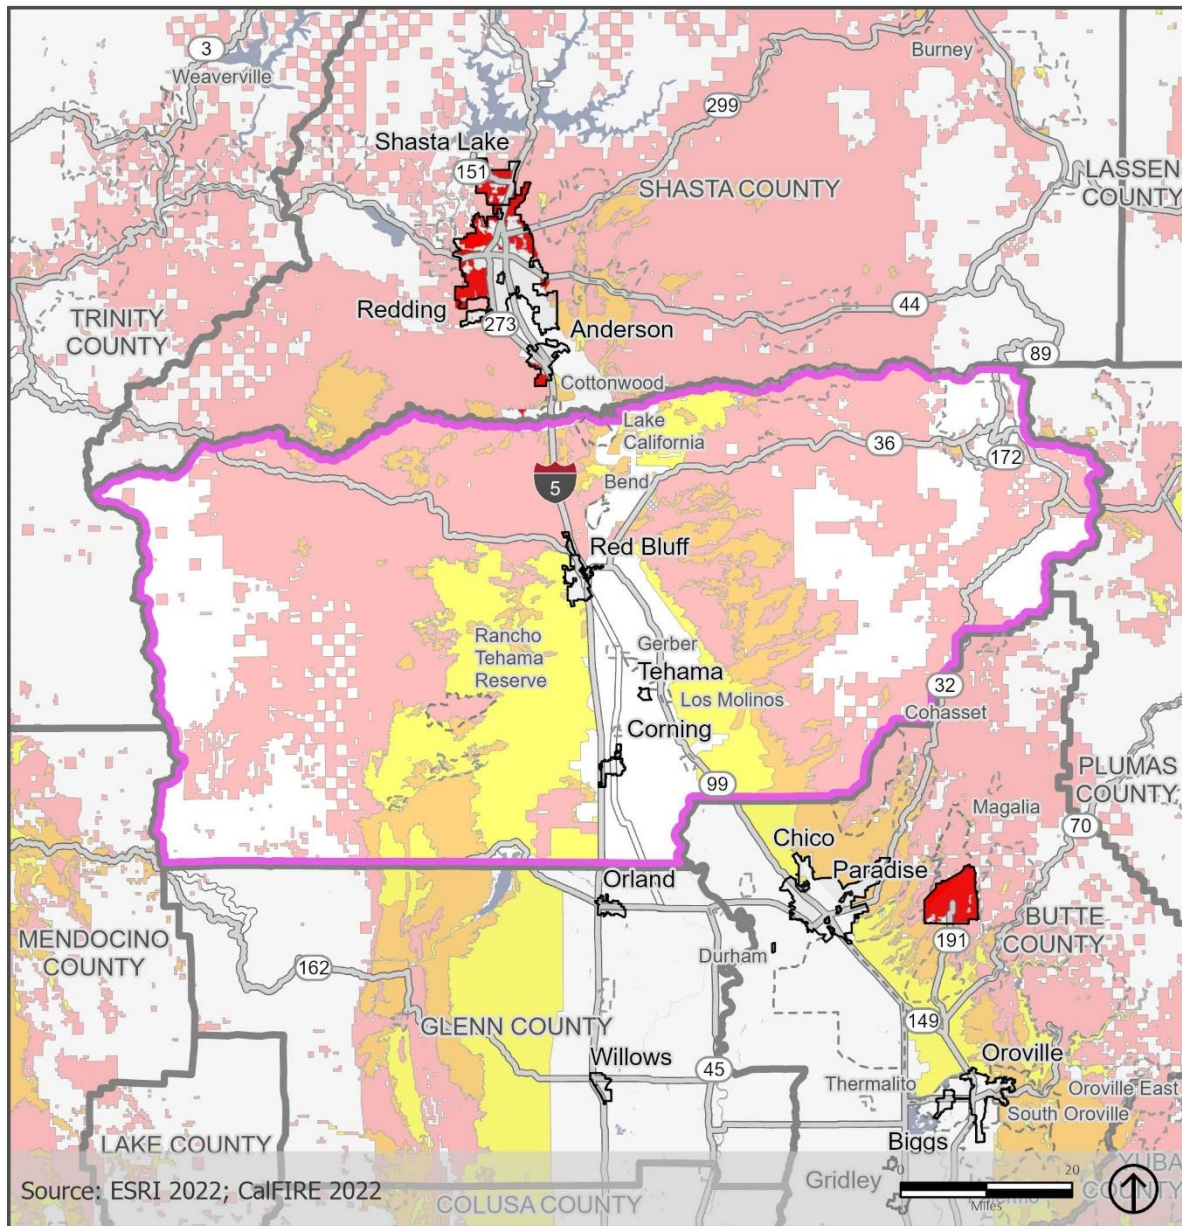 3
Weaverville
Burney
299
Shasta Lake
151
SHASTA COUNTY
LASSEN
COUNTY
TRINITY
COUNTY
Redding
273
Anderson
44
89
Cottonwood
Lake
California
36
172
5
Bend
Red Bluff
Rancho
Tehama
Reserve
Gerber
Tehama
Los Molinos
32
Cohasset
Corning
99
PLUMAS
COUNTY
Magalia
70
Chico
Paradise
Orland
BUTTE
COUNTY
191
MENDOCINO
COUNTY
162
Durham
GLENN COUNTY
149
Willows
45
Oroville
Thermalito
Oroville East
South Oroville
LAKE COUNTY
Biggs
YUBA
COUNTY
Gridley
0
20
Miles
Source: ESRI 2022; CalFIRE 2022
COLUSA COUNTY